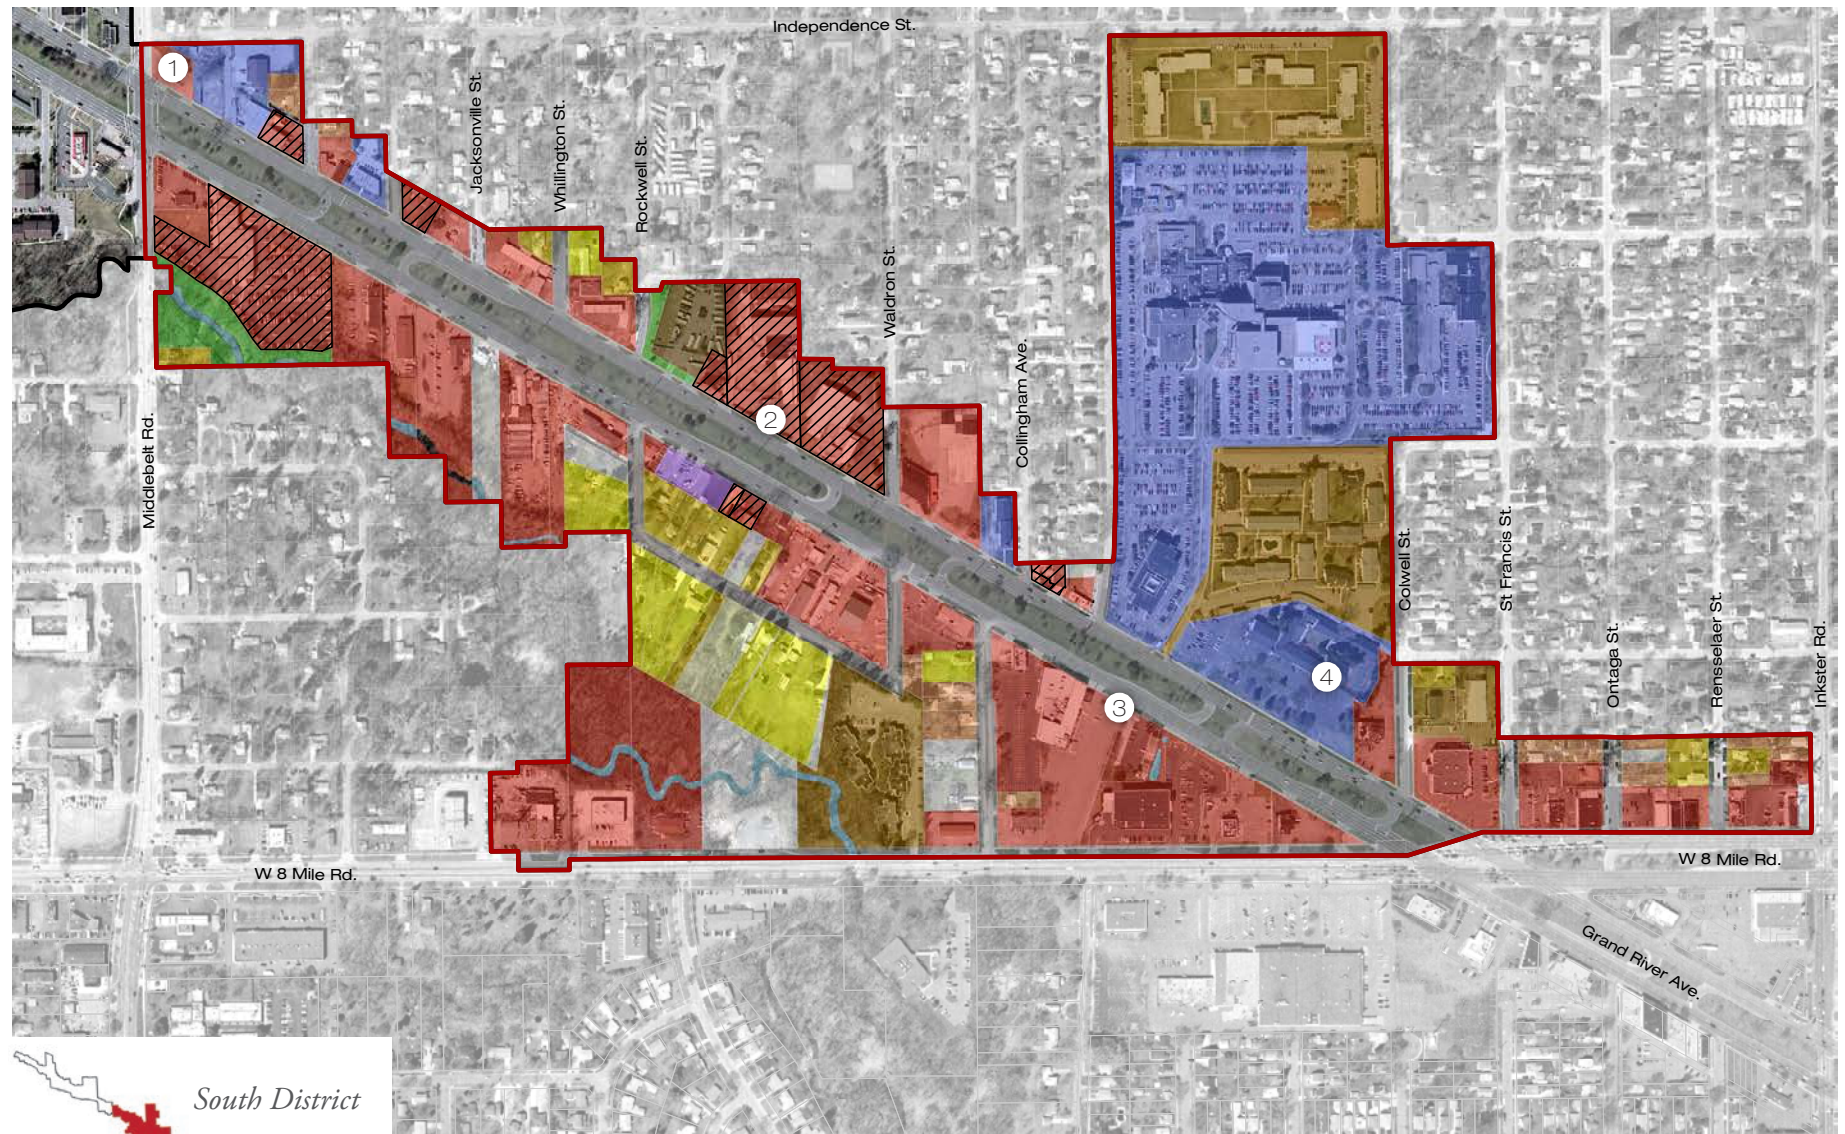 Independence St.
1
Jacksonville St.
Whillington St.
Rockwell St.
Waldron St.
Collingham Ave.
2
Middlebelt Rd.
Colwell St.
St Francis St.
Ontaga St.
Rensselaer St.
Inkster Rd.
4
3
W 8 Mile Rd.
W 8 Mile Rd.
Grand River Ave.
South District